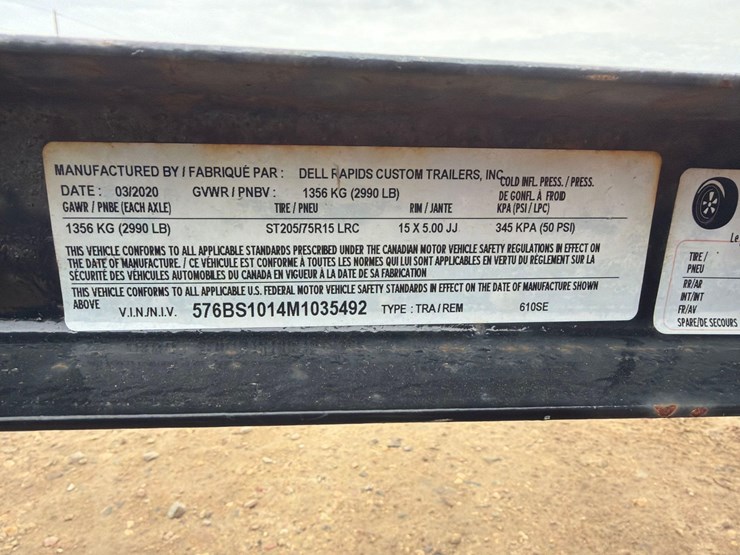 MANUFACTURED BY / FABRIQUÉ PAR : DELL RAPIDS CUSTOM TRAILERS, INC
DATE : 03/2020 GVWR / PNBV : 1356 KG (2990 LB) COLD INFL. PRESS. / PRESS.
DE GONFL À FROID
GAWR / PNBE (EACH AXLE) TIRE / PNEU RIM / JANTE KPA (PSI / LPC)
1356 KG (2990 LB) ST205/75R15 LRC 15 X 5.00 JJ 345 KPA (50 PSI)
THIS VEHICLE CONFORMS TO ALL APPLICABLE STANDARDS PRESCRIBED UNDER THE CANADIAN MOTOR VEHICLE SAFETY REGULATIONS IN EFFECT ON
THE DATE OF MANUFACTURE. / CE VÉHICULE EST CONFORME À TOUTES LES NORMES QUI LUI SONT APPLICABLES EN VERTU DU RÈGLEMENT SUR LA
SÉCURITÉ DES VÉHICULES AUTOMOBILES DU CANADA EN VIGUEUR À LA DATE DE SA FABRICATION
THIS VEHICLE CONFORMS TO ALL APPLICABLE U.S. FEDERAL MOTOR VEHICLE SAFETY STANDARDS IN EFFECT ON THE DATE OF MANUFACTURE SHOWN
ABOVE V.I.N./N.I.V. 576BS1014M1035492 TYPE : TRA / REM 610SE
Le
TIRE /
PNEU
RR/AR
INT/INT
FR/AV
SPARE/DE SECOURS